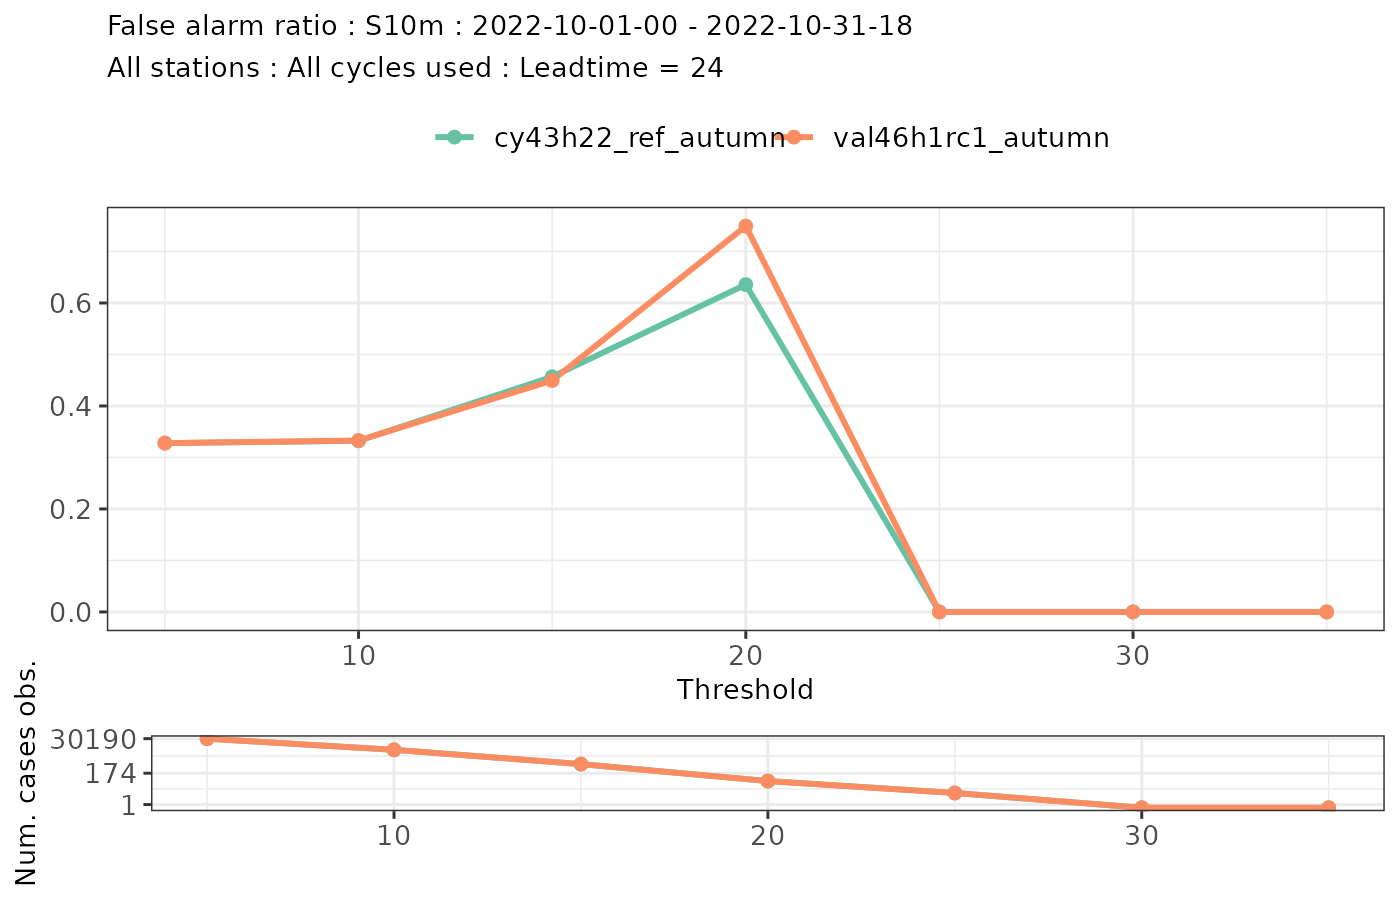 False alarm ratio : S10m : 2022-10-01-00 - 2022-10-31-18
All stations : All cycles used : Leadtime = 24
cy43h22_ref_autumn val46h1rc1_autumn
0.6
0.4
0.2
0.0
10 20 30
Threshold
Num. cases obs.
30190
174
1
10 20 30